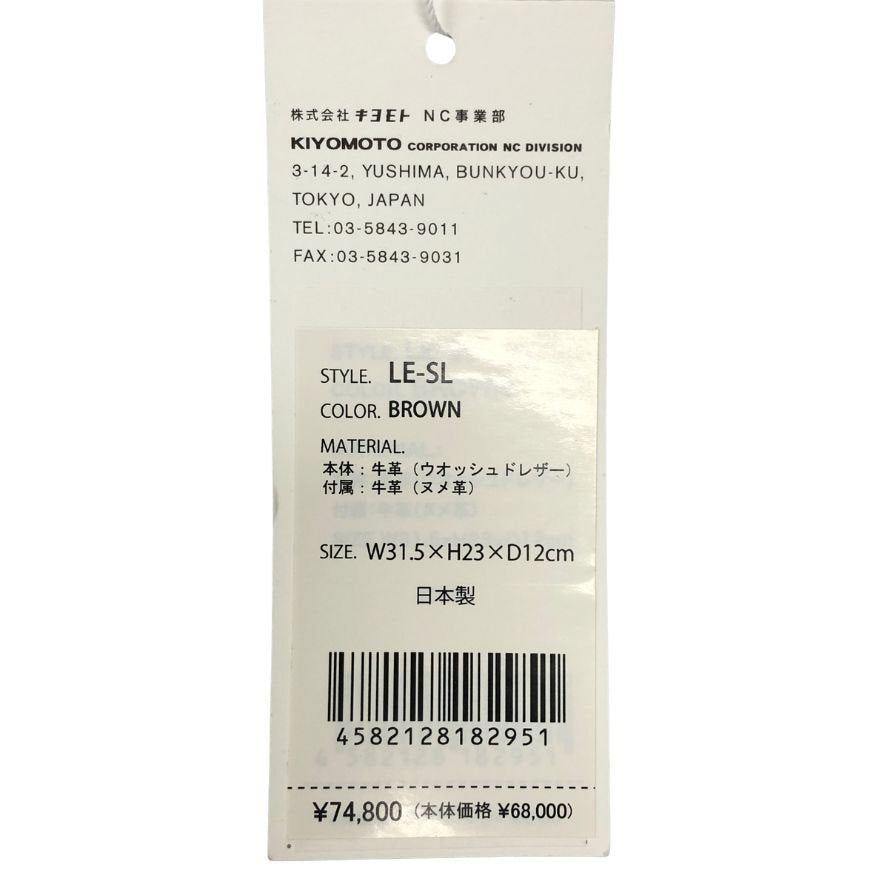 株式会社 キヨモト NC事業部
KIYOMOTO CORPORATION NC DIVISION
3-14-2, YUSHIMA, BUNKYOU-KU,
TOKYO, JAPAN
TEL:03-5843-9011
FAX:03-5843-9031
STYLE. LE-SL
COLOR. BROWN
MATERIAL.
本体：牛革（ウオッシュドレザー）
付属：牛革（ヌメ革）
SIZE. W31.5×H23×D12cm
日本製
4582128182951
¥74,800（本体価格 ¥68,000）